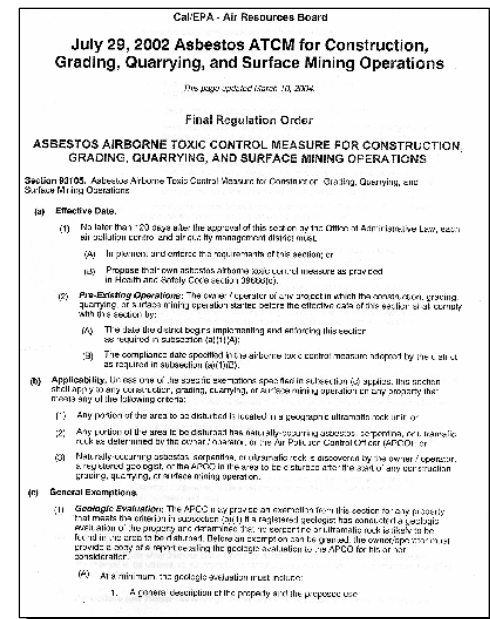 Cal/EPA - Air Resources Board
July 29, 2002 Asbestos ATCM for Construction,
Grading, Quarrying, and Surface Mining Operations
This page updated March 10, 2004.
Final Regulation Order
ASBESTOS AIRBORNE TOXIC CONTROL MEASURE FOR CONSTRUCTION,
GRADING, QUARRYING, AND SURFACE MINING OPERATIONS
Section 93105. Asbestos Airborne Toxic Control Measure for Construction, Grading, Quarrying, and
Surface Mining Operations
(a) Effective Date.
(1) No later than 120 days after the approval of this section by the Office of Administrative Law, each
air pollution control and air quality management district must:
(A) Implement and enforce the requirements of this section; or
(B) Propose their own asbestos airborne toxic control measure as provided
in Health and Safety Code section 39666(d).
(2) Pre-Existing Operations: The owner / operator of any project in which the construction, grading,
quarrying, or surface mining operation started before the effective date of this section shall comply
with this section by:
(A) The date the district begins implementing and enforcing this section
as required in subsection (a)(1)(A);
(B) The compliance date specified in the airborne toxic control measure adopted by the district
as required in subsection (a)(1)(B).
(b) Applicability. Unless one of the specific exemptions specified in subsection (c) applies, this section
shall apply to any construction, grading, quarrying, or surface mining operation on any property that
meets any of the following criteria:
(1) Any portion of the area to be disturbed is located in a geographic ultramafic rock unit; or
(2) Any portion of the area to be disturbed has naturally-occurring asbestos, serpentine, or ultramafic
rock as determined by the owner / operator, or the Air Pollution Control Officer (APCO); or
(3) Naturally-occurring asbestos, serpentine, or ultramafic rock is discovered by the owner / operator,
a registered geologist, or the APCO in the area to be disturbed after the start of any construction
grading, quarrying, or surface mining operation.
(c) General Exemptions.
(1) Geologic Evaluation: The APCO may provide an exemption from this section for any property
that meets the criterion in subsection (b)(1) if a registered geologist has conducted a geologic
evaluation of the property and determined that no serpentine or ultramafic rock is likely to be
found in the area to be disturbed. Before an exemption can be granted, the owner/operator must
provide a copy of a report detailing the geologic evaluation to the APCO for his or her
consideration.
(A) At a minimum, the geologic evaluation must include:
1. A general description of the property and the proposed use